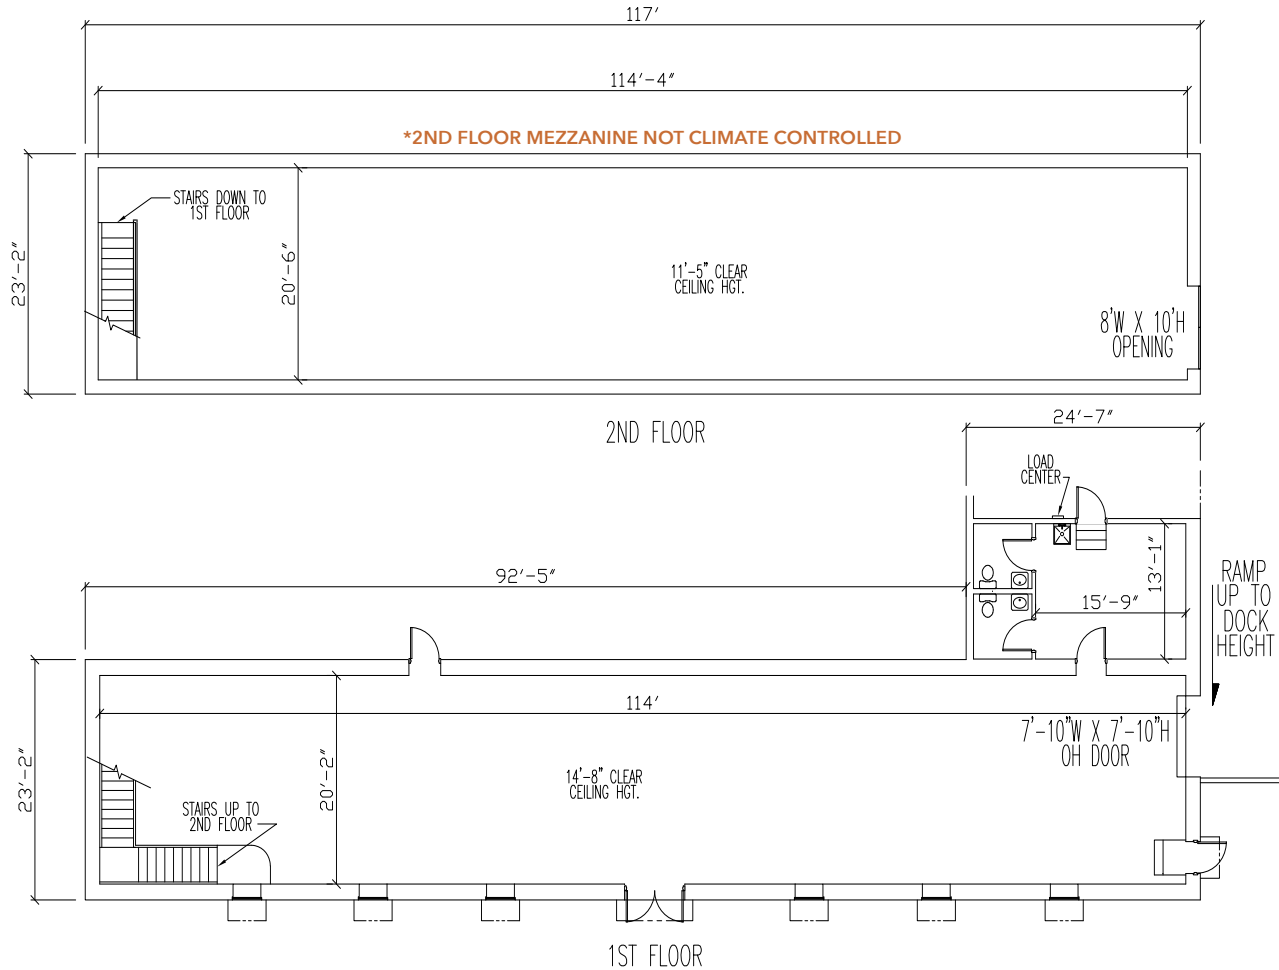 117'
114'-4"
*2ND FLOOR MEZZANINE NOT CLIMATE CONTROLLED
STAIRS DOWN TO
1ST FLOOR
23'-2"
20'-6"
11'-5" CLEAR
CEILING HGT.
8'W X 10'H
OPENING
2ND FLOOR
24'-7"
LOAD
CENTER
92'-5"
13'-1"
15'-9"
RAMP
UP TO
DOCK
HEIGHT
114'
7'-10"W X 7'-10"H
OH DOOR
23'-2"
20'-2"
14'-8" CLEAR
CEILING HGT.
STAIRS UP TO
2ND FLOOR
1ST FLOOR